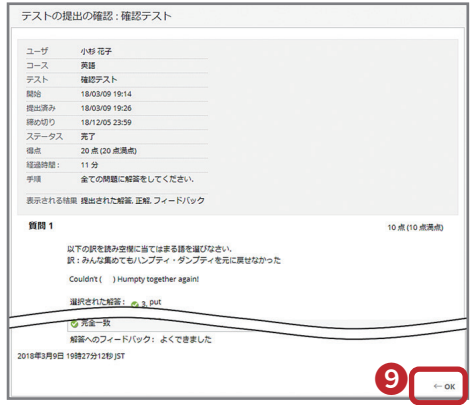 テストの提出の確認 : 確認テスト
ユーザ 小杉 花子
コース 英語
テスト 確認テスト
開始 18/03/09 19:14
提出済み 18/03/09 19:26
締め切り 18/12/05 23:59
ステータス 完了
得点 20 点 (20 点満点)
経過時間 : 11 分
手順 全ての問題に解答をしてください.
表示される結果 提出された解答, 正解, フィードバック
質問 1 10 点 (10 点満点)
以下の訳を読み空欄に当てはまる語を選びなさい.
訳 : みんな集めてもハンプティ・ダンプティを元に戻せなかった
Couldn't ( ) Humpty together again!
選択された解答 : 3. put
完全一致
解答へのフィードバック : よくできました
2018年3月9日 19時27分12秒 JST
9
← OK